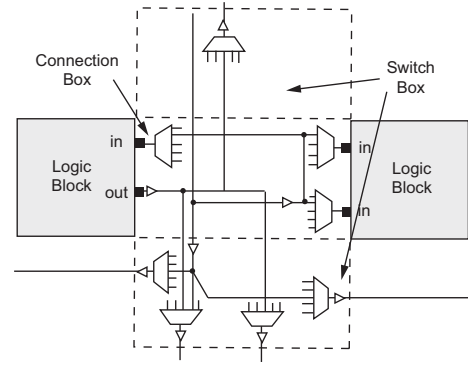 Connection
Box
Switch
Box
in
in
Logic
Block
Logic
Block
out
in